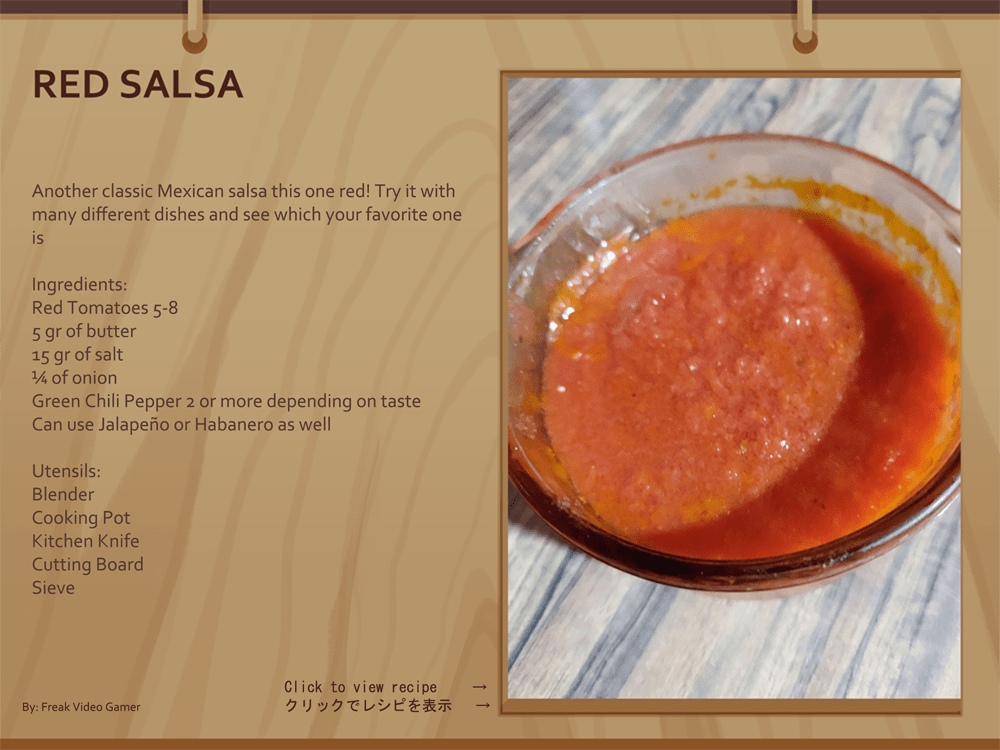 RED SALSA
Another classic Mexican salsa this one red! Try it with
many different dishes and see which your favorite one
is
Ingredients:
Red Tomatoes 5-8
5 gr of butter
15 gr of salt
¼ of onion
Green Chili Pepper 2 or more depending on taste
Can use Jalapeño or Habanero as well
Utensils:
Blender
Cooking Pot
Kitchen Knife
Cutting Board
Sieve
Click to view recipe →
クリックでレシピを表示 →
By: Freak Video Gamer